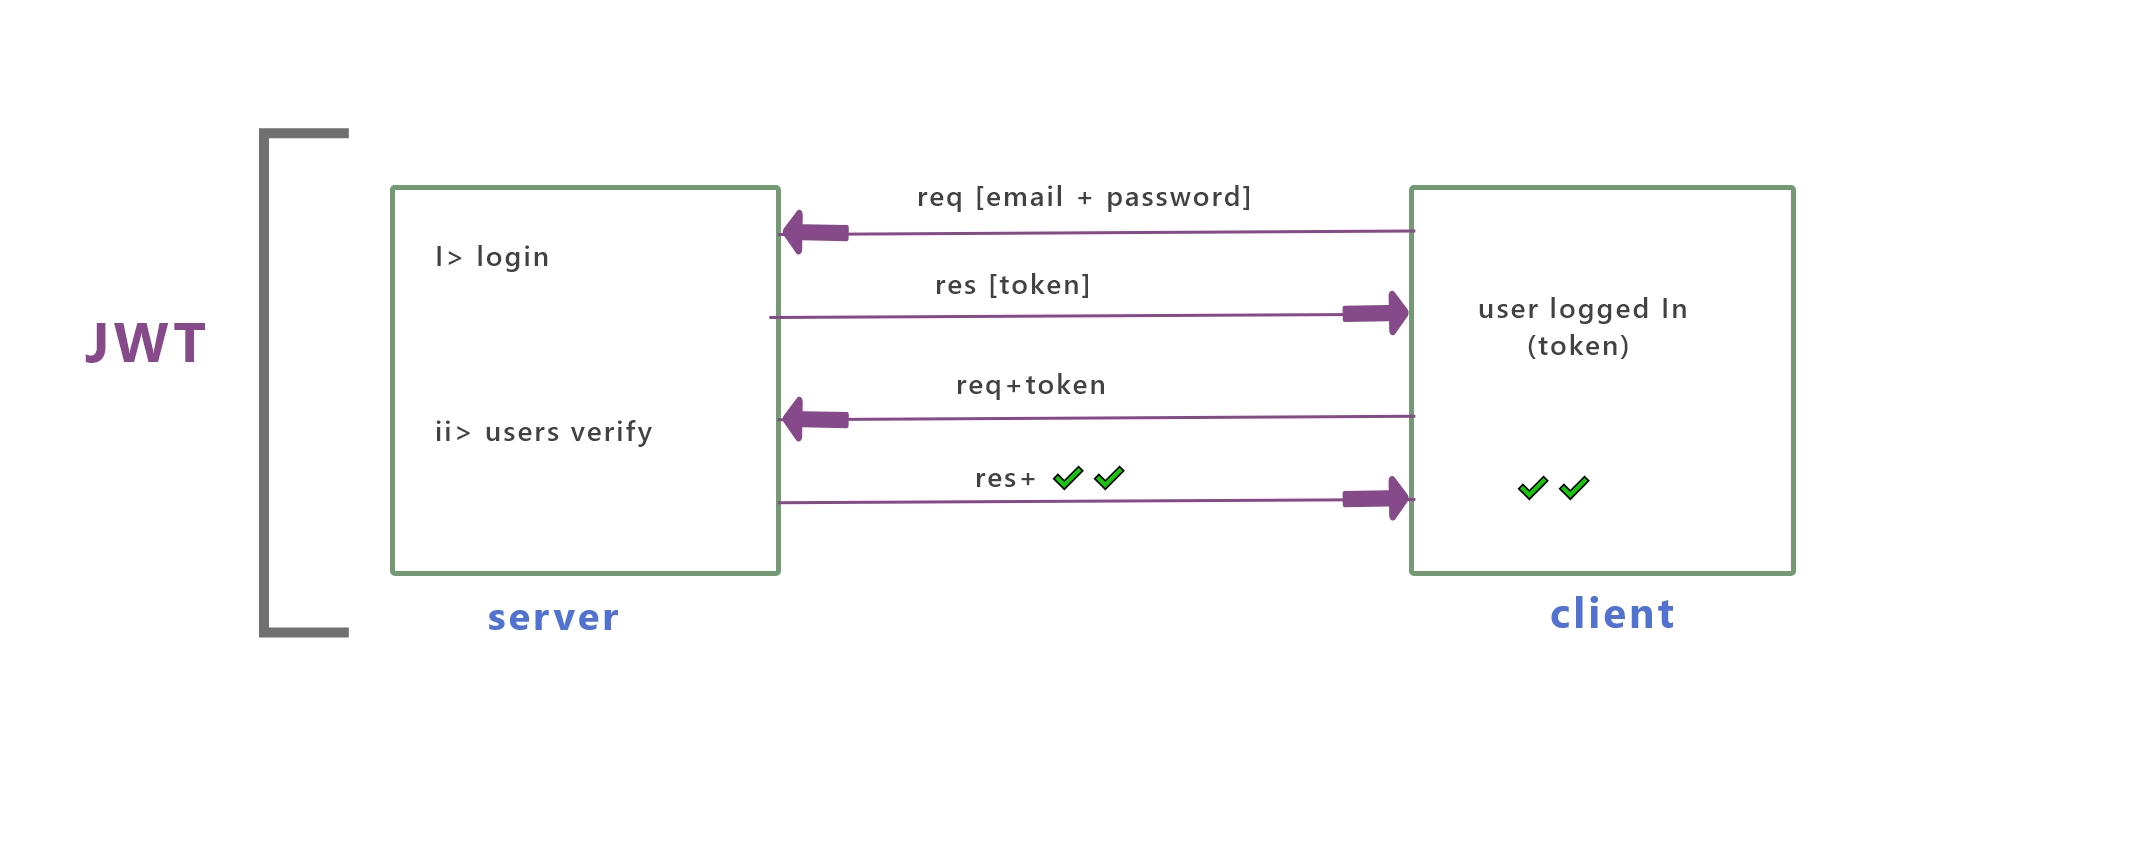 JWT
I> login
ii> users verify
server
req [email + password]
res [token]
req+token
res+ ✔✔
user logged In
(token)
✔✔
client